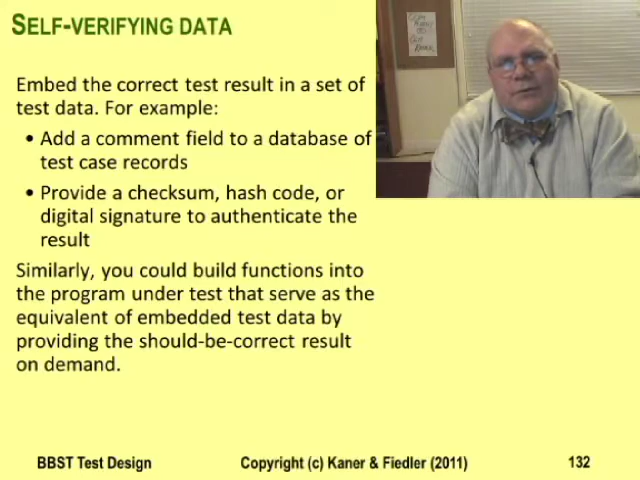 SELF-VERIFYING DATA
Embed the correct test result in a set of
test data. For example:
• Add a comment field to a database of
test case records
• Provide a checksum, hash code, or
digital signature to authenticate the
result
Similarly, you could build functions into
the program under test that serve as the
equivalent of embedded test data by
providing the should-be-correct result
on demand.
BBST Test Design
Copyright (c) Kaner & Fiedler (2011)
132